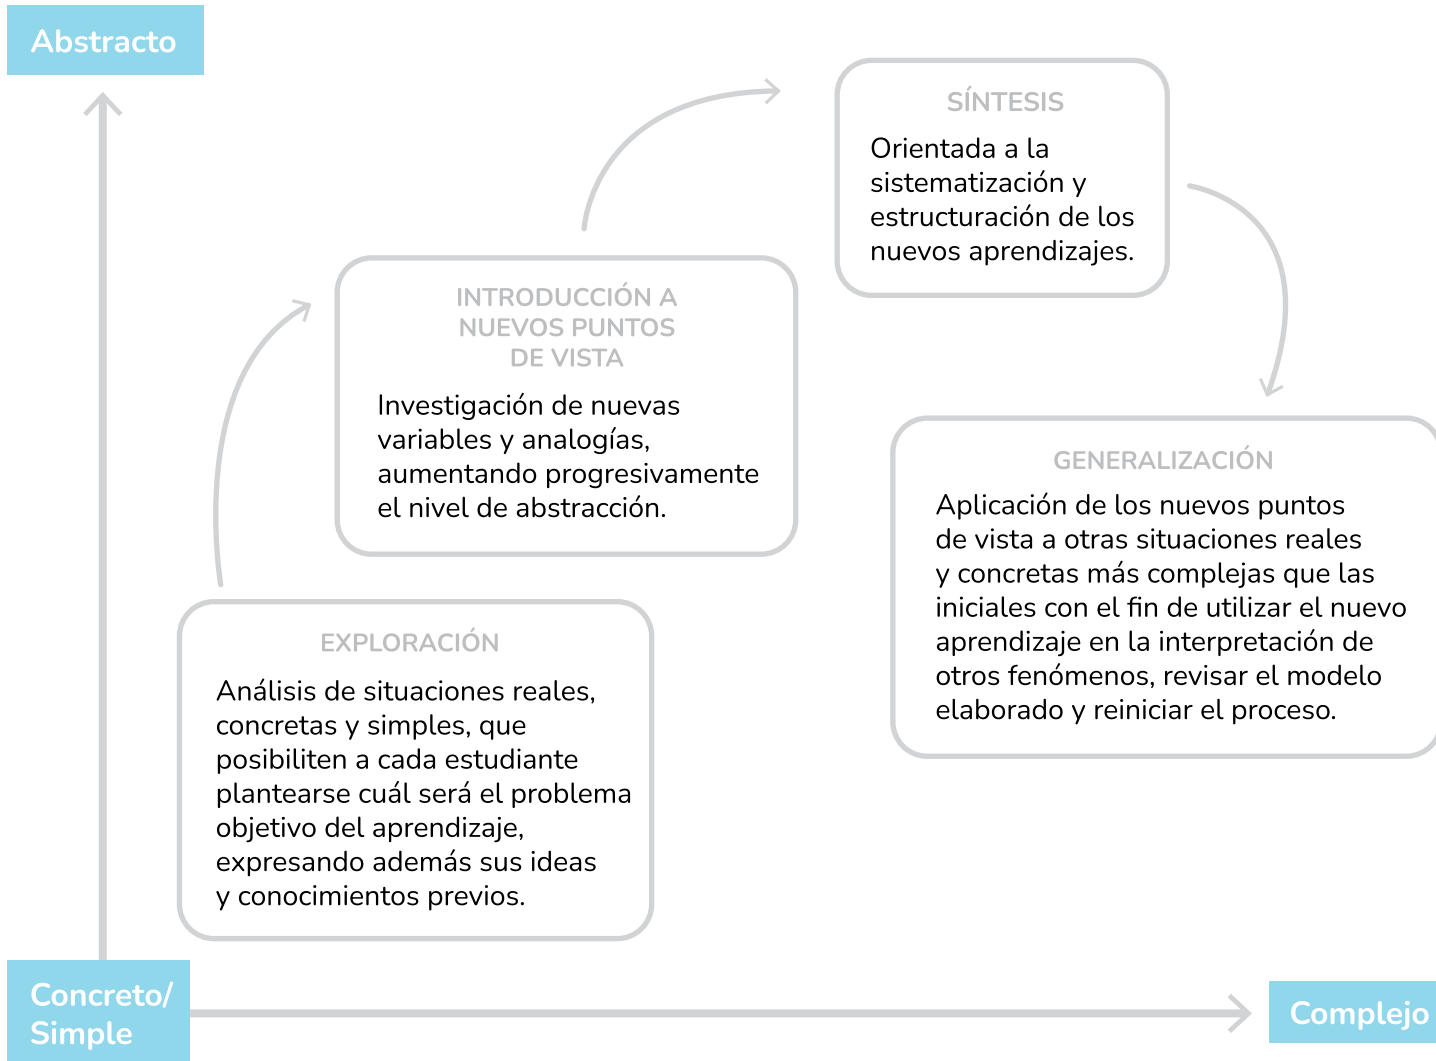 Abstracto
SÍNTESIS
Orientada a la
sistematización y
estructuración de los
nuevos aprendizajes.
INTRODUCCIÓN A
NUEVOS PUNTOS
DE VISTA
Investigación de nuevas
variables y analogías,
aumentando progresivamente
el nivel de abstracción.
GENERALIZACIÓN
Aplicación de los nuevos puntos
de vista a otras situaciones reales
y concretas más complejas que las
iniciales con el fin de utilizar el nuevo
aprendizaje en la interpretación de
otros fenómenos, revisar el modelo
elaborado y reiniciar el proceso.
EXPLORACIÓN
Análisis de situaciones reales,
concretas y simples, que
posibiliten a cada estudiante
plantearse cuál será el problema
objetivo del aprendizaje,
expresando además sus ideas
y conocimientos previos.
Concreto/
Simple
Complejo